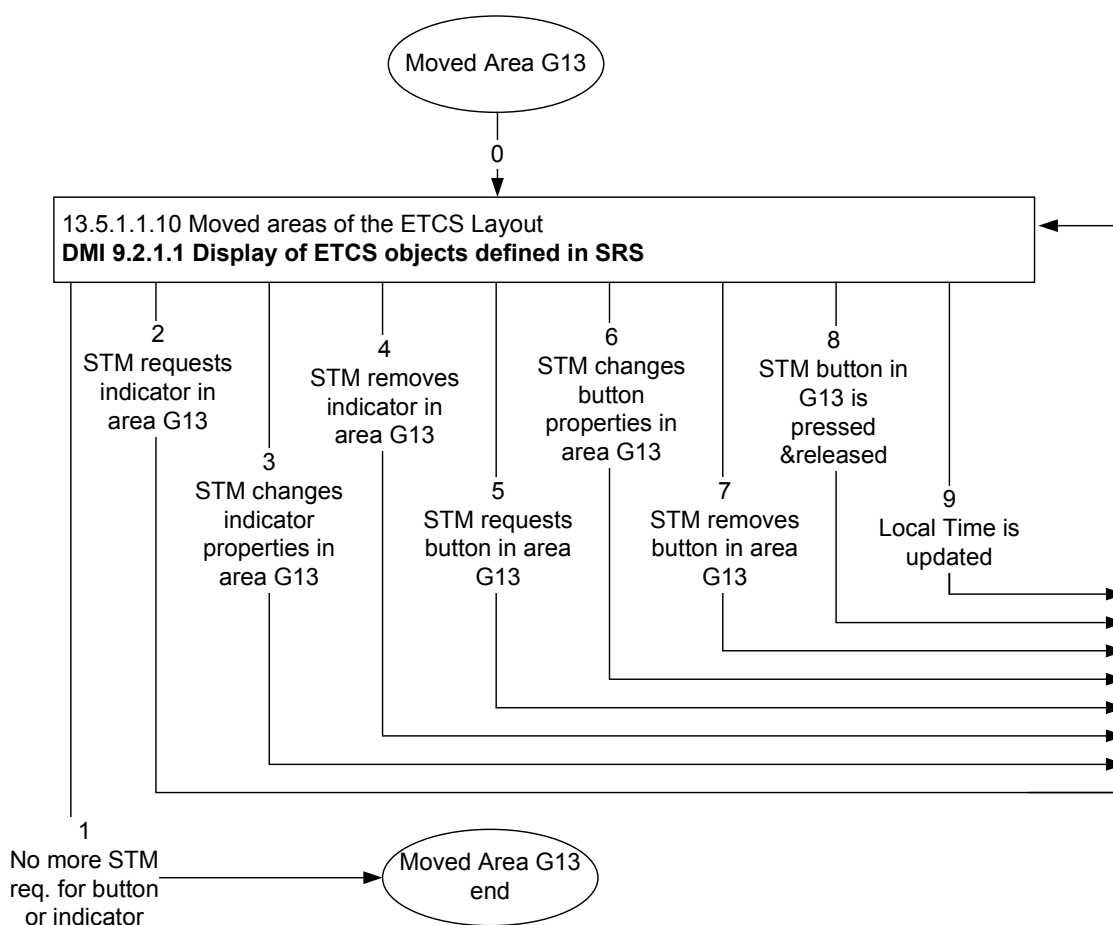 Moved Area G13
0
13.5.1.1.10 Moved areas of the ETCS Layout
DMI 9.2.1.1 Display of ETCS objects defined in SRS
2
STM requests
indicator in
area G13
3
STM changes
indicator
properties in
area G13
4
STM removes
indicator in
area G13
5
STM requests
button in area
G13
6
STM changes
button
properties in
area G13
7
STM removes
button in area
G13
8
STM button in
G13 is
pressed
&released
9
Local Time is
updated
1
No more STM
req. for button
or indicator
Moved Area G13
end